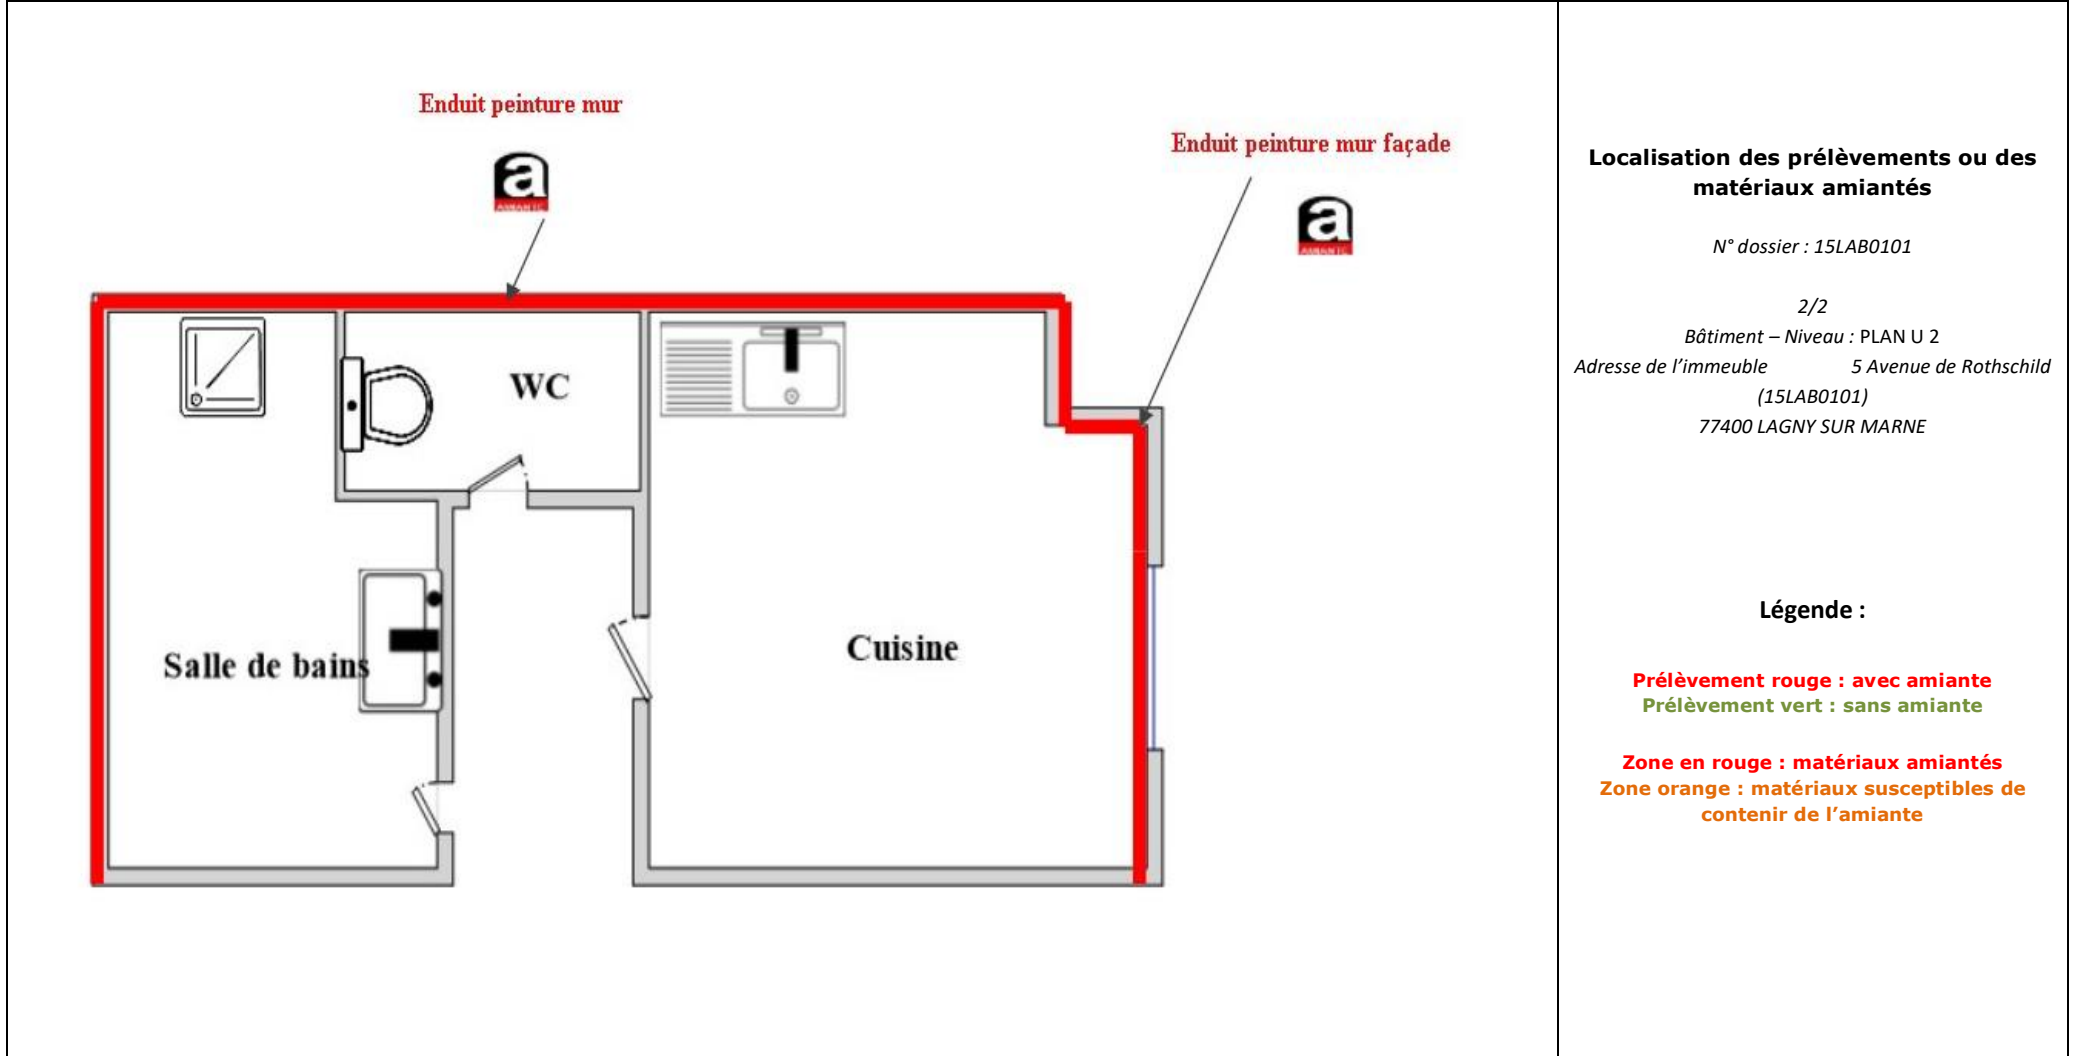 Enduit peinture mur
a
AMIANTE
Enduit peinture mur façade
a
AMIANTE
WC
Salle de bains
Cuisine
Localisation des prélèvements ou des
matériaux amiantés
N° dossier : 15LAB0101
2/2
Bâtiment – Niveau : PLAN U 2
Adresse de l'immeuble 5 Avenue de Rothschild
(15LAB0101)
77400 LAGNY SUR MARNE
Légende :
Prélèvement rouge : avec amiante
Prélèvement vert : sans amiante
Zone en rouge : matériaux amiantés
Zone orange : matériaux susceptibles de
contenir de l’amiante